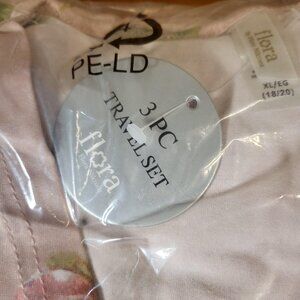 PE-LD
flora
XL/EG
(18/20)
3 PC
TRAVEL SET
flora